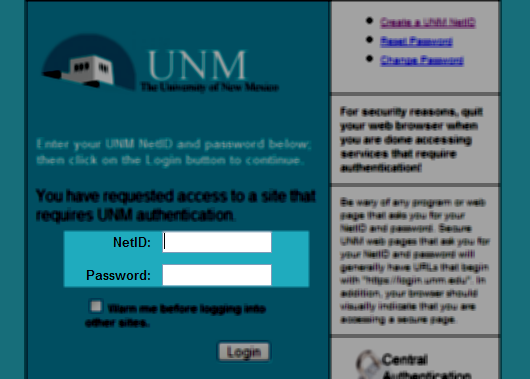 UNM
The University of New Mexico
Enter your UNM NetID and password below;
then click on the Login button to continue.
You have requested access to a site that
requires UNM authentication.
NetID:
Password:
Warn me before logging into
other sites.
Login
Create a UNM NetID
Reset Password
Change Password
For security reasons, quit
your web browser when
you are done accessing
services that require
authentication!
Be wary of any program or web
page that asks you for your
NetID and password. Secure
UNM web pages that ask you for
your NetID and password will
generally have URLs that begin
with "https://login.unm.edu". In
addition, your browser should
visually indicate that you are
accessing a secure page.
Central
Authentication